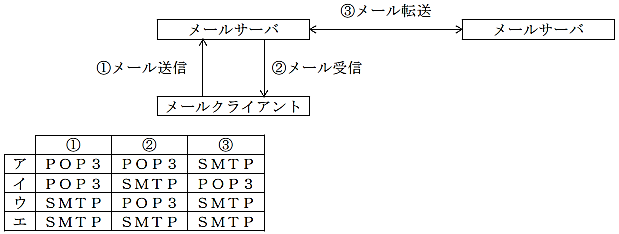 ③メール転送
メールサーバ メールサーバ
①メール送信 ②メール受信
メールクライアント
① ② ③
ア ＰＯＰ３ ＰＯＰ３ ＳＭＴＰ
イ ＰＯＰ３ ＳＭＴＰ ＰＯＰ３
ウ ＳＭＴＰ ＰＯＰ３ ＳＭＴＰ
エ ＳＭＴＰ ＳＭＴＰ ＳＭＴＰ